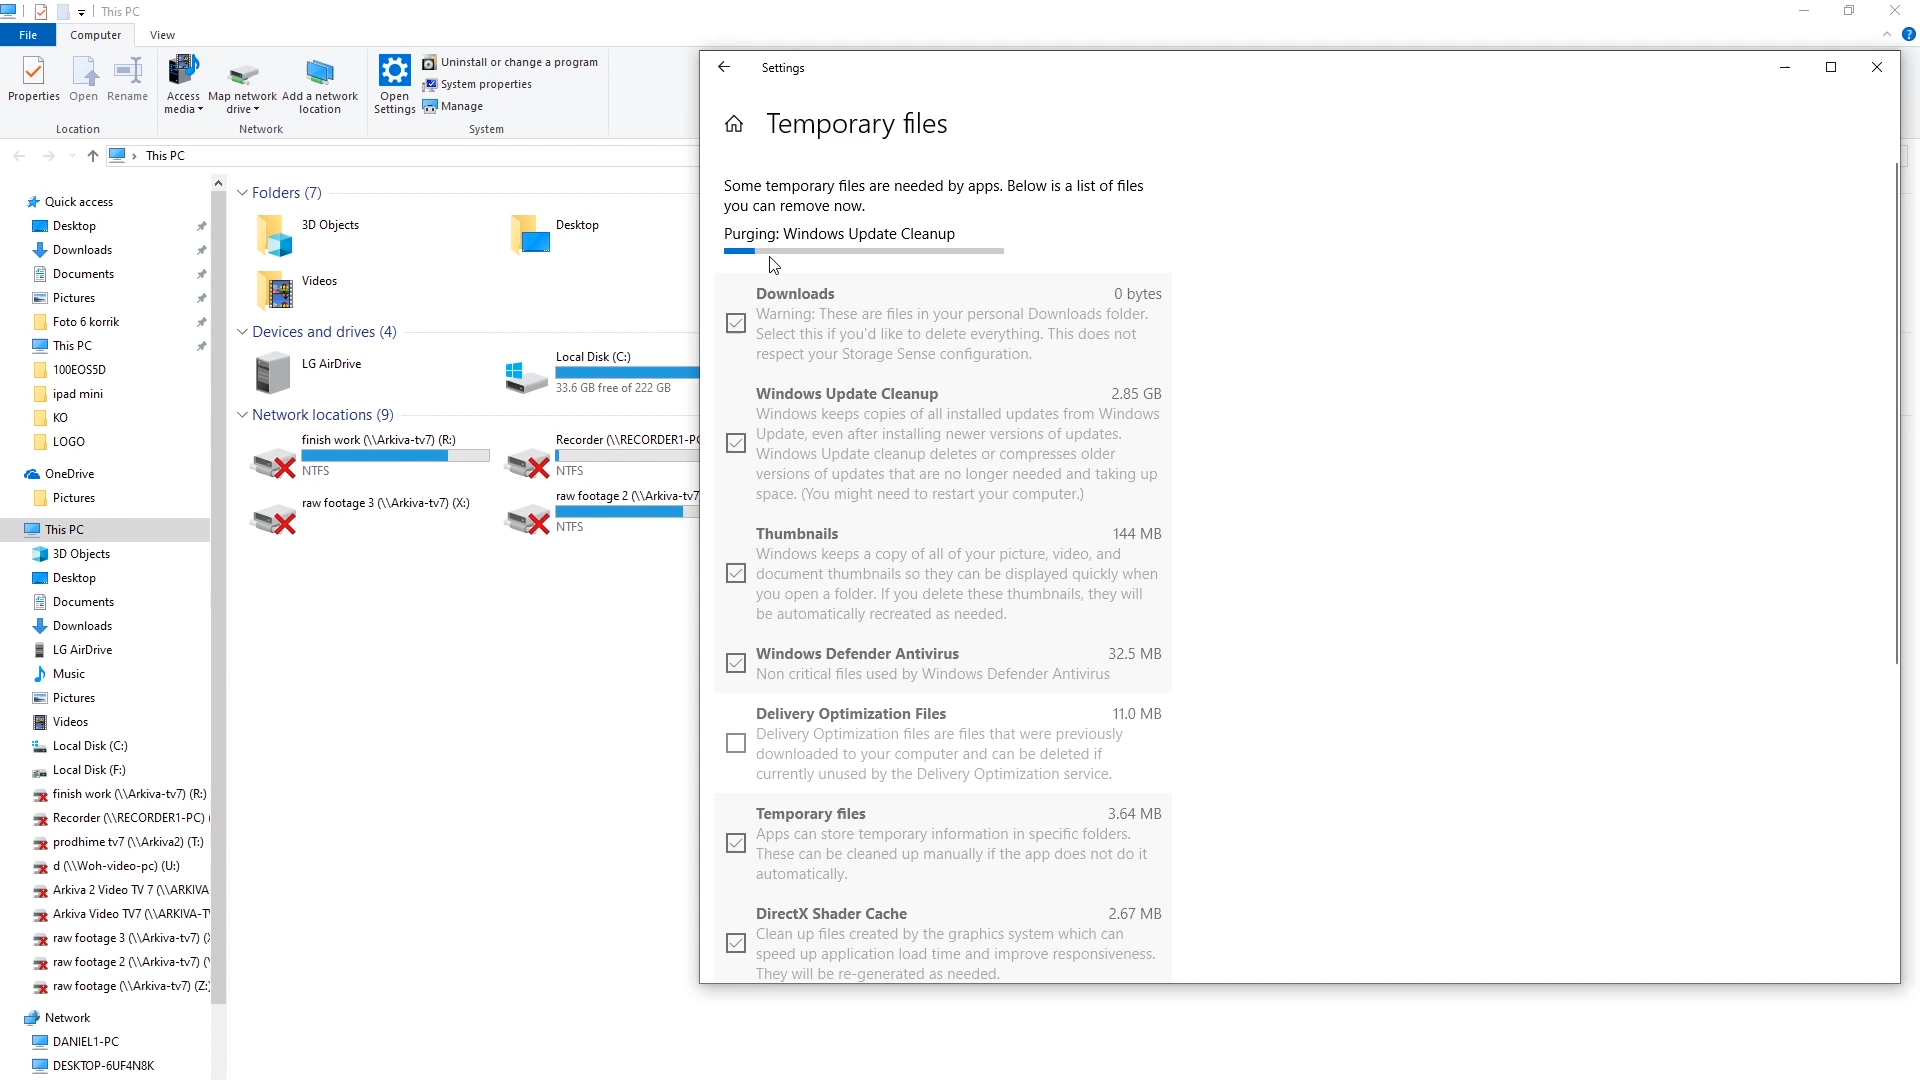 This PC
File
Computer
View
Properties
Open
Rename
Access media
Map network drive
Add a network location
Open Settings
Uninstall or change a program
System properties
Manage
Location
Network
System
This PC
Quick access
Desktop
Downloads
Documents
Pictures
Foto 6 korrik
This PC
100EOS5D
ipad mini
KO
LOGO
OneDrive
Pictures
This PC
3D Objects
Desktop
Documents
Downloads
LG AirDrive
Music
Pictures
Videos
Local Disk (C:)
Local Disk (F:)
finish work (\\Arkiva-tv7) (R:)
Recorder (\\RECORDER1-PC) (
prodhime tv7 (\\Arkiva2) (T:)
d (\\Woh-video-pc) (U:)
Arkiva 2 Video TV 7 (\\ARKIVA
Arkiva Video TV7 (\\ARKIVA-T
raw footage 3 (\\Arkiva-tv7) (
raw footage 2 (\\Arkiva-tv7) (
raw footage (\\Arkiva-tv7) (Z:
Network
DANIEL1-PC
DESKTOP-6UF4N8K
Folders (7)
3D Objects
Desktop
Videos
Devices and drives (4)
LG AirDrive
Local Disk (C:)
33.6 GB free of 222 GB
Network locations (9)
finish work (\\Arkiva-tv7) (R:)
NTFS
Recorder (\\RECORDER1-PC
NTFS
raw footage 3 (\\Arkiva-tv7) (X:)
raw footage 2 (\\Arkiva-tv7
NTFS
Settings
Temporary files
Some temporary files are needed by apps. Below is a list of files
you can remove now.
Purging: Windows Update Cleanup
Downloads 0 bytes
Warning: These are files in your personal Downloads folder.
Select this if you'd like to delete everything. This does not
respect your Storage Sense configuration.
Windows Update Cleanup 2.85 GB
Windows keeps copies of all installed updates from Windows
Update, even after installing newer versions of updates.
Windows Update cleanup deletes or compresses older
versions of updates that are no longer needed and taking up
space. (You might need to restart your computer.)
Thumbnails 144 MB
Windows keeps a copy of all of your picture, video, and
document thumbnails so they can be displayed quickly when
you open a folder. If you delete these thumbnails, they will
be automatically recreated as needed.
Windows Defender Antivirus 32.5 MB
Non critical files used by Windows Defender Antivirus
Delivery Optimization Files 11.0 MB
Delivery Optimization files are files that were previously
downloaded to your computer and can be deleted if
currently unused by the Delivery Optimization service.
Temporary files 3.64 MB
Apps can store temporary information in specific folders.
These can be cleaned up manually if the app does not do it
automatically.
DirectX Shader Cache 2.67 MB
Clean up files created by the graphics system which can
speed up application load time and improve responsiveness.
They will be re-generated as needed.